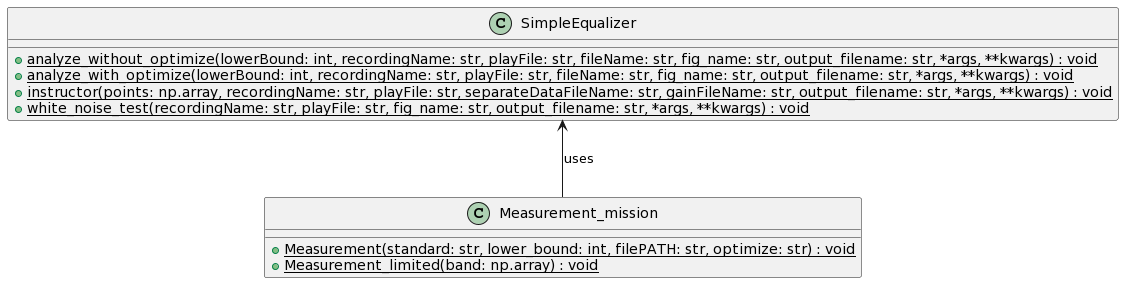 C SimpleEqualizer
analyze_without_optimize(lowerBound: int, recordingName: str, playFile: str, fileName: str, fig_name: str, output_filename: str, *args, **kwargs) : void
analyze_with_optimize(lowerBound: int, recordingName: str, playFile: str, fileName: str, fig_name: str, output_filename: str, *args, **kwargs) : void
instructor(points: np.array, recordingName: str, playFile: str, separateDataFileName: str, gainFileName: str, output_filename: str, *args, **kwargs) : void
white_noise_test(recordingName: str, playFile: str, fig_name: str, output_filename: str, *args, **kwargs) : void
uses
C Measurement_mission
Measurement(standard: str, lower_bound: int, filePATH: str, optimize: str) : void
Measurement_limited(band: np.array) : void